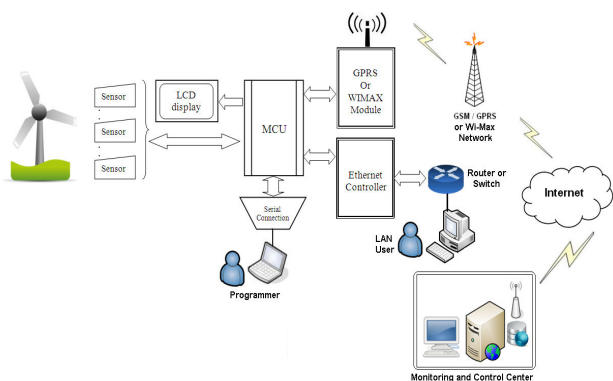 Sensor
Sensor
Sensor
LCD
display
MCU
GPRS
Or
WIMAX
Module
GSM / GPRS
or Wi-Max
Network
Ethernet
Controller
Router or
Switch
Internet
Serial
Connection
LAN
User
Programmer
Monitoring and Control Center